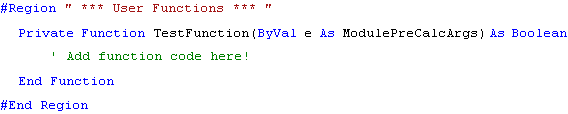 #Region " *** User Functions *** "
Private Function TestFunction(ByVal e As ModulePreCalcArgs) As Boolean
' Add function code here!
End Function
#End Region